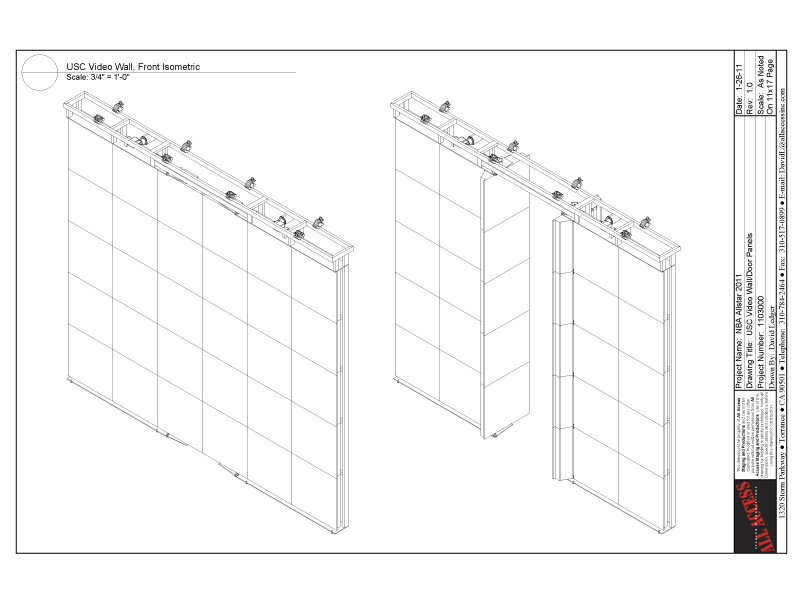 USC Video Wall, Front Isometric
Scale: 3/4" = 1'-0"
Date: 1-26-11
Rev: 1.0
Scale: As Noted
On 11x17 Page
Project Name: NBA Allstar 2011
Drawing Title: USC Video Wall/Door Panels
Project Number: 1103000
Drawn By: David Ledger
ALL ACCESS
1320 Storm Parkway ● Torrance ● CA 90501 ● Telephone: 310-784-2464 ● Fax: 310-517-0899 ● E-mail: DavidL@allaccessinc.com